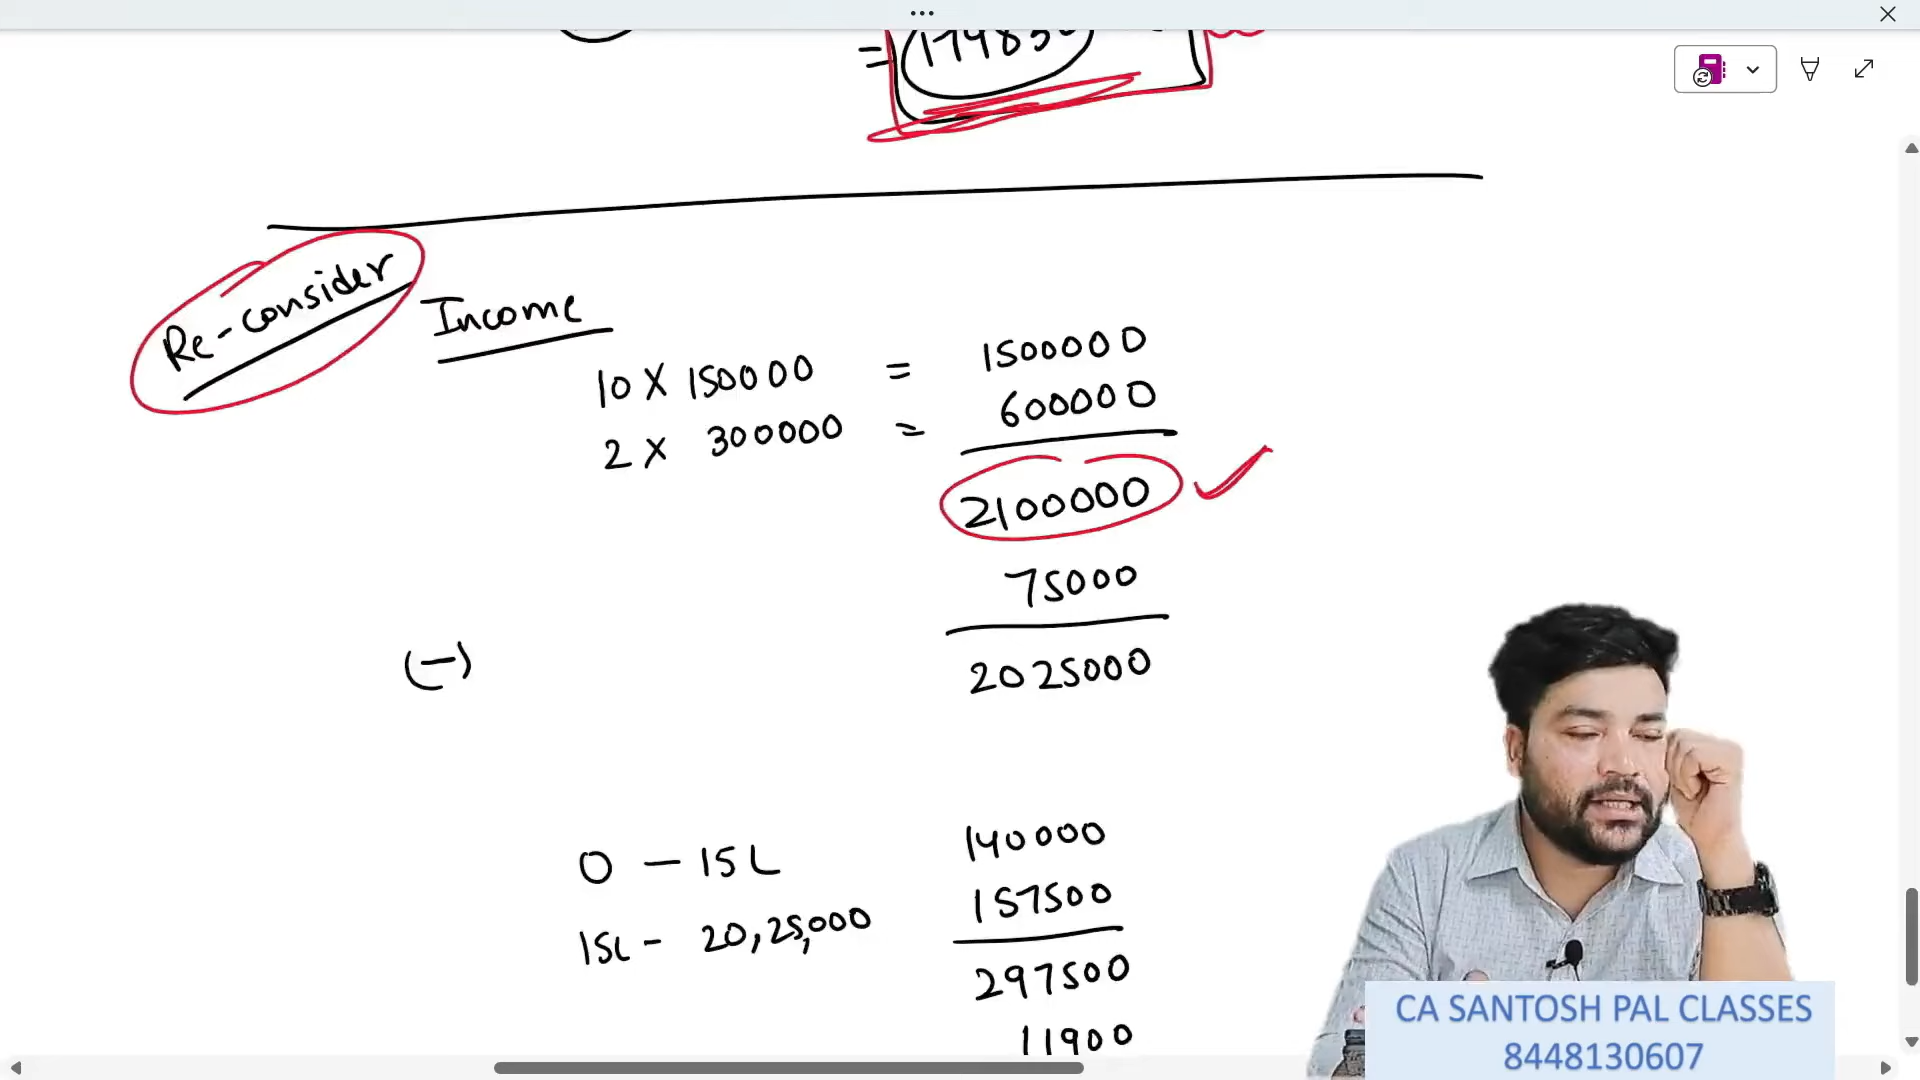 =
Re-consider
Income
10 X 150000 = 1500000
2 X 300000 = 600000
2100000
75000
(-)
2025000
0 - 15L 140000
15L - 20,25,000 157500
297500
11900
CA SANTOSH PAL CLASSES
8448130607